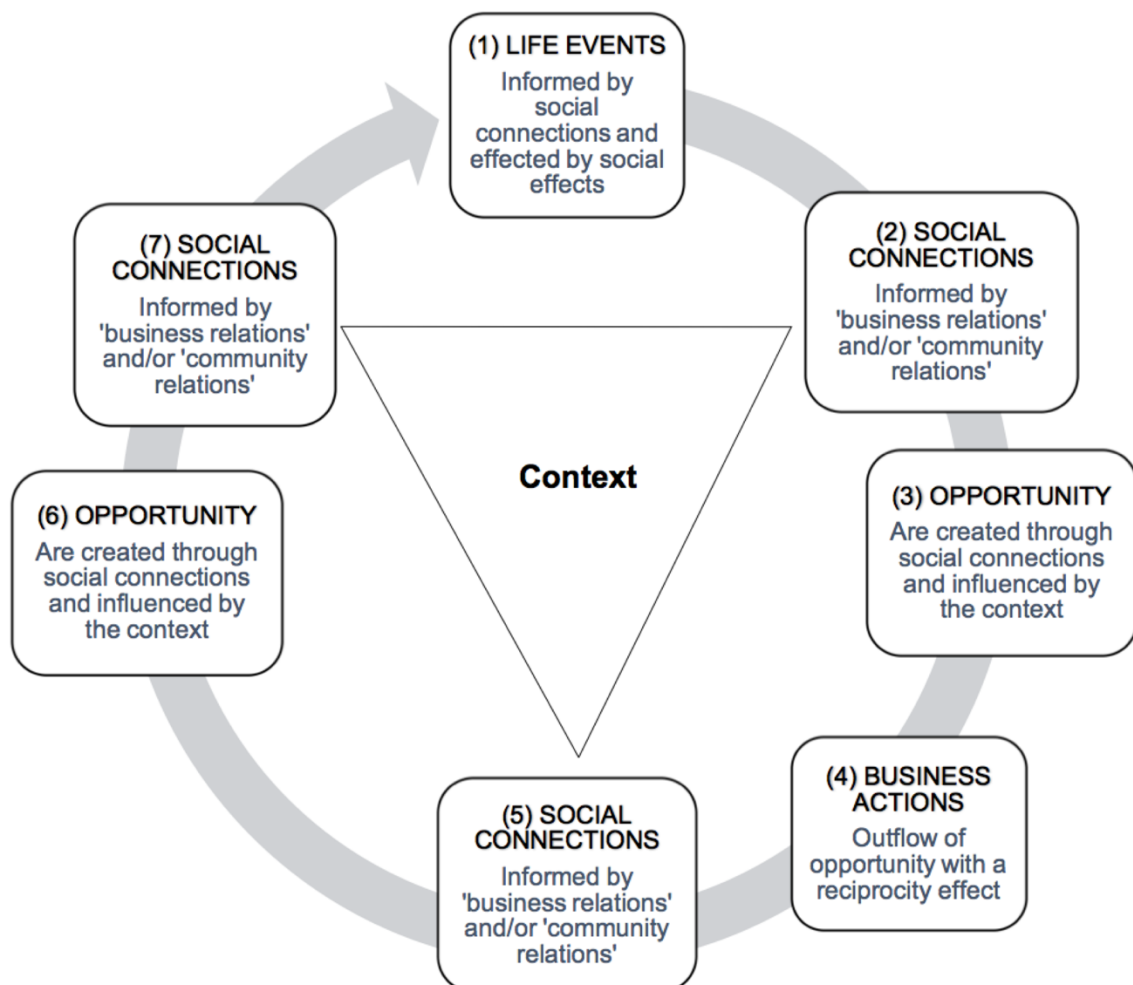 (1) LIFE EVENTS
Informed by
social
connections and
effected by social
effects
(2) SOCIAL
CONNECTIONS
Informed by
'business relations'
and/or 'community
relations'
(3) OPPORTUNITY
Are created through
social connections
and influenced by
the context
(4) BUSINESS
ACTIONS
Outflow of
opportunity with a
reciprocity effect
(5) SOCIAL
CONNECTIONS
Informed by
'business relations'
and/or 'community
relations'
(6) OPPORTUNITY
Are created through
social connections
and influenced by
the context
(7) SOCIAL
CONNECTIONS
Informed by
'business relations'
and/or 'community
relations'
Context